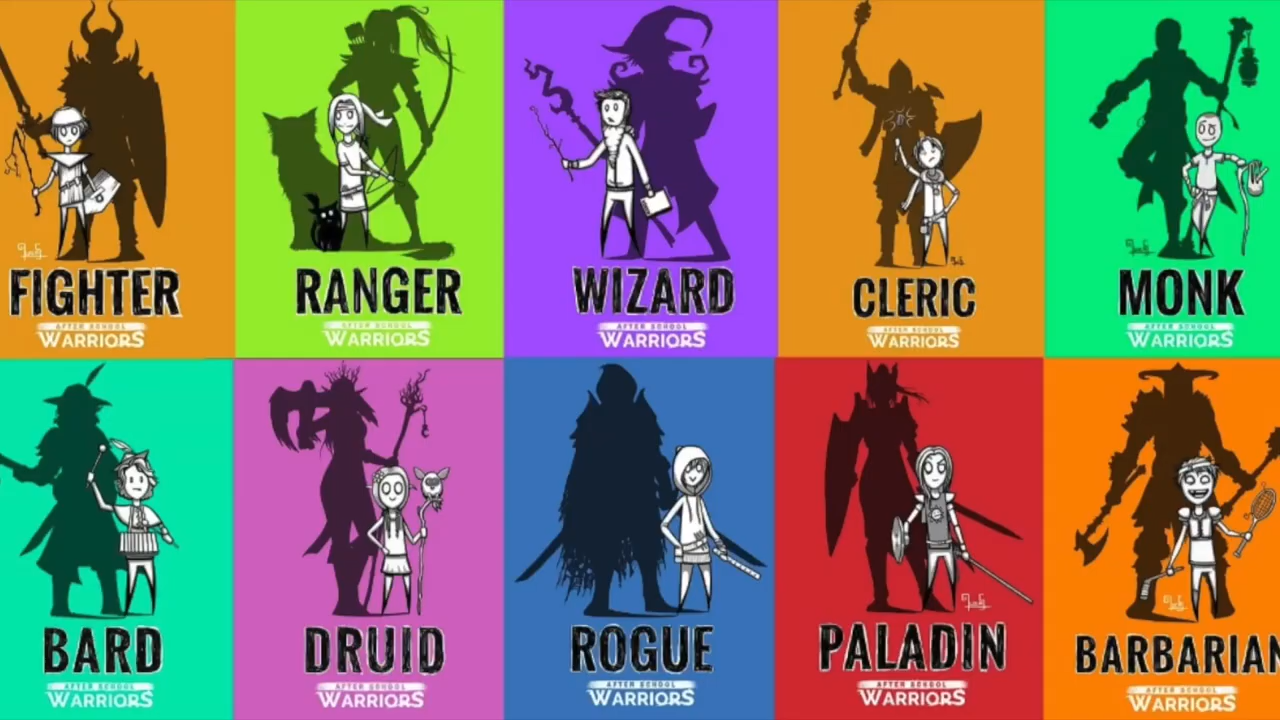 FIGHTER
AFTER SCHOOL
WARRIORS
RANGER
AFTER SCHOOL
WARRIORS
WIZARD
AFTER SCHOOL
WARRIORS
CLERIC
AFTER SCHOOL
WARRIORS
MONK
AFTER SCHOOL
WARRIORS
BARD
AFTER SCHOOL
WARRIORS
DRUID
AFTER SCHOOL
WARRIORS
ROGUE
AFTER SCHOOL
WARRIORS
PALADIN
AFTER SCHOOL
WARRIORS
BARBARIAN
AFTER SCHOOL
WARRIORS